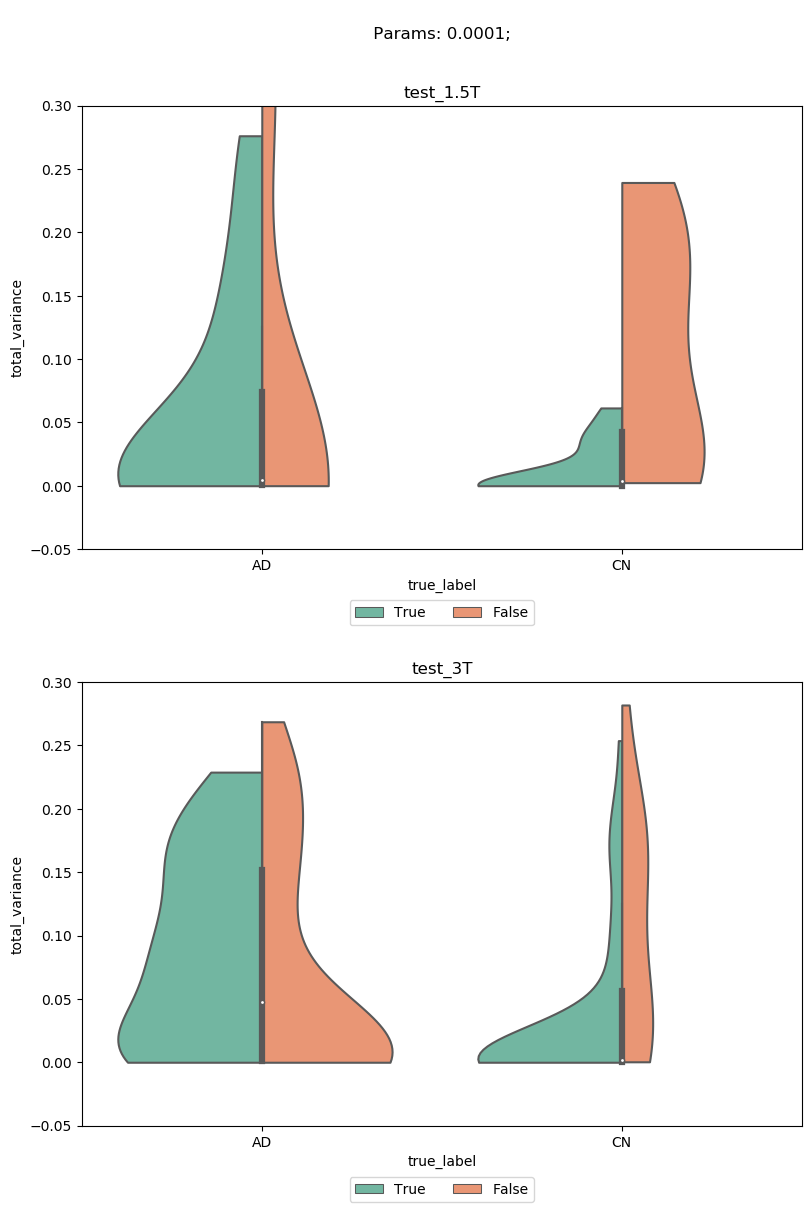 Params: 0.0001;
test_1.5T
0.30
0.25
0.20
0.15
0.10
0.05
0.00
−0.05
total_variance
AD CN
true_label
True False
test_3T
0.30
0.25
0.20
0.15
0.10
0.05
0.00
−0.05
total_variance
AD CN
true_label
True False